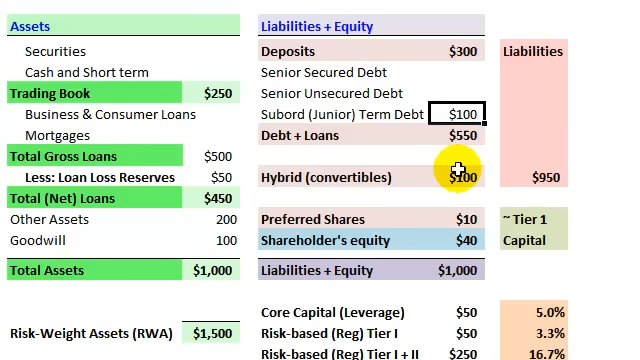 Assets Liabilities + Equity
Securities Deposits $300 Liabilities
Cash and Short term Senior Secured Debt
Trading Book $250 Senior Unsecured Debt
Business & Consumer Loans Subord (Junior) Term Debt $100
Mortgages Debt + Loans $550
Total Gross Loans $500
Less: Loan Loss Reserves $50 Hybrid (convertibles) $100 $950
Total (Net) Loans $450
Other Assets 200 Preferred Shares $10 ~ Tier 1
Goodwill 100 Shareholder's equity $40 Capital
Total Assets $1,000 Liabilities + Equity $1,000
Core Capital (Leverage) $50 5.0%
Risk-Weight Assets (RWA) $1,500 Risk-based (Reg) Tier I $50 3.3%
Risk-based (Reg) Tier I + II $250 16.7%